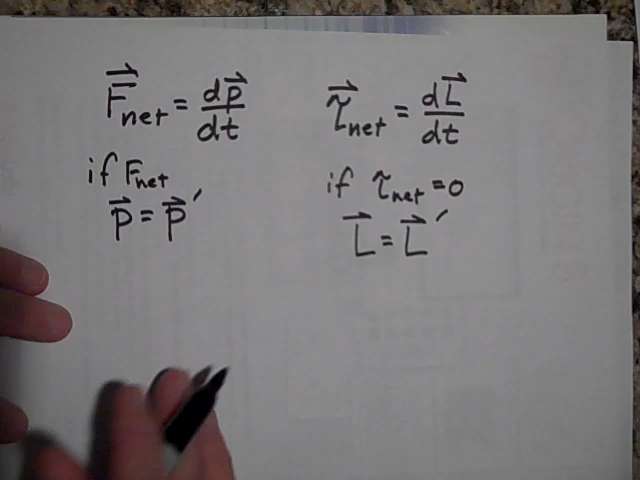 F⃗net = dp⃗/dt
if Fnet
p⃗ = p⃗′
τ⃗net = dL⃗/dt
if τnet = 0
L⃗ = L⃗′